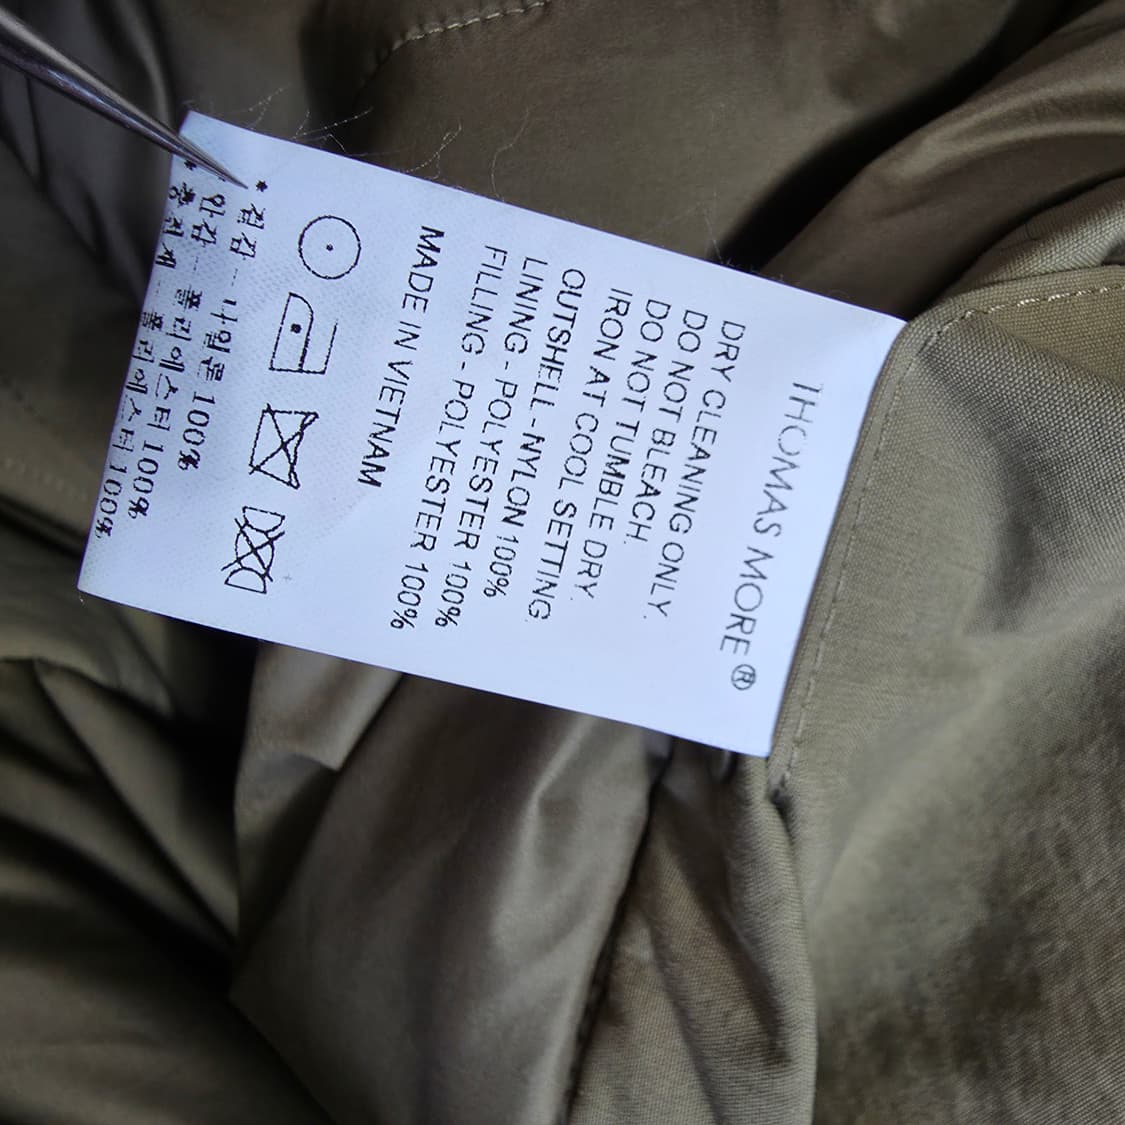 THOMAS MORE®
DRY CLEANING ONLY.
DO NOT BLEACH.
DO NOT TUMBLE DRY.
IRON AT COOL SETTING.
OUTSHELL - NYLON 100%
LINING - POLYESTER 100%
FILLING - POLYESTER 100%
MADE IN VIETNAM
* 겉감 - 나일론 100%
안감 - 폴리에스터 100%
* 충전재 폴리에스터 100%